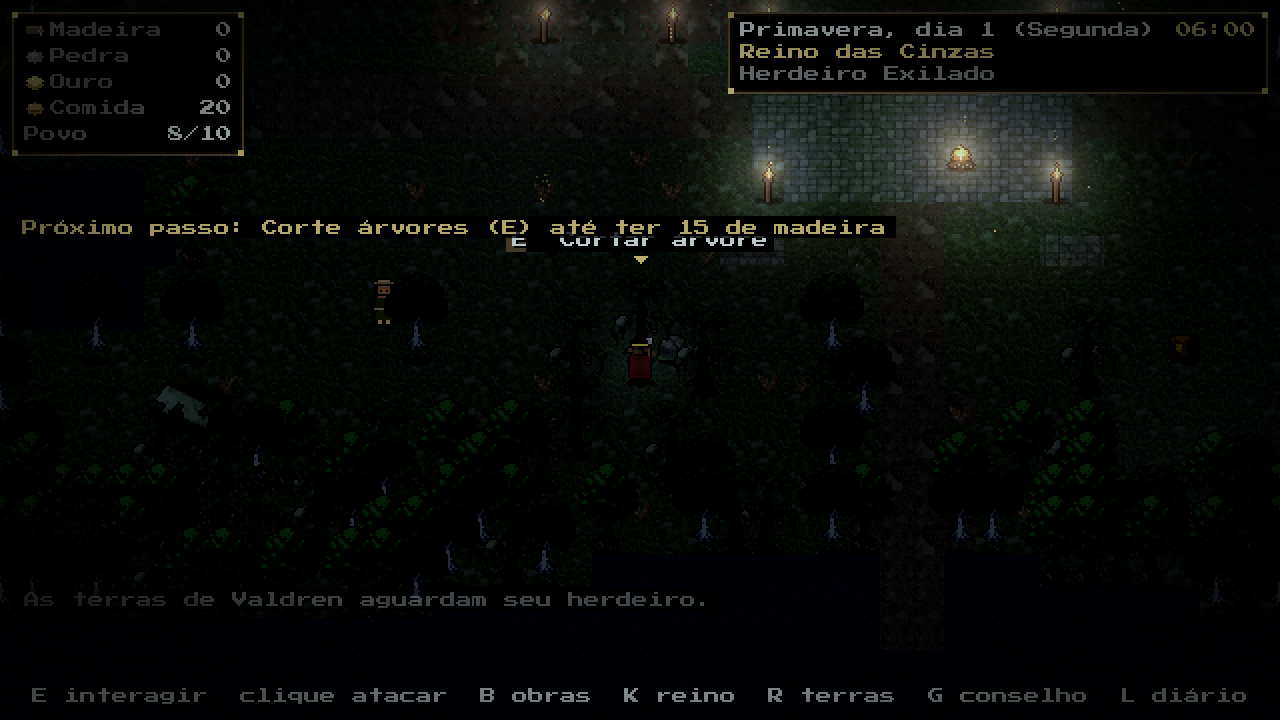 Madeira 0
Pedra 0
Ouro 0
Comida 20
Povo 8/10
Primavera, dia 1 (Segunda) 06:00
Reino das Cinzas
Herdeiro Exilado
Próximo passo: Corte árvores (E) até ter 15 de madeira
E Cortar árvore
As terras de Valdren aguardam seu herdeiro.
E interagir clique atacar B obras K reino R terras G conselho L diário